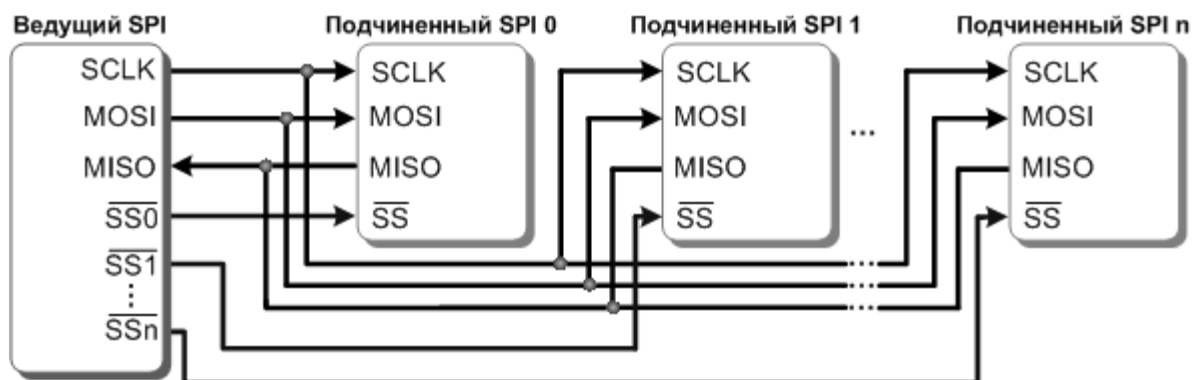 Ведущий SPI
SCLK
MOSI
MISO
SS0
SS1
⋮
SSn
Подчиненный SPI 0
SCLK
MOSI
MISO
SS
Подчиненный SPI 1
SCLK
MOSI
MISO
SS
...
Подчиненный SPI n
SCLK
MOSI
MISO
SS